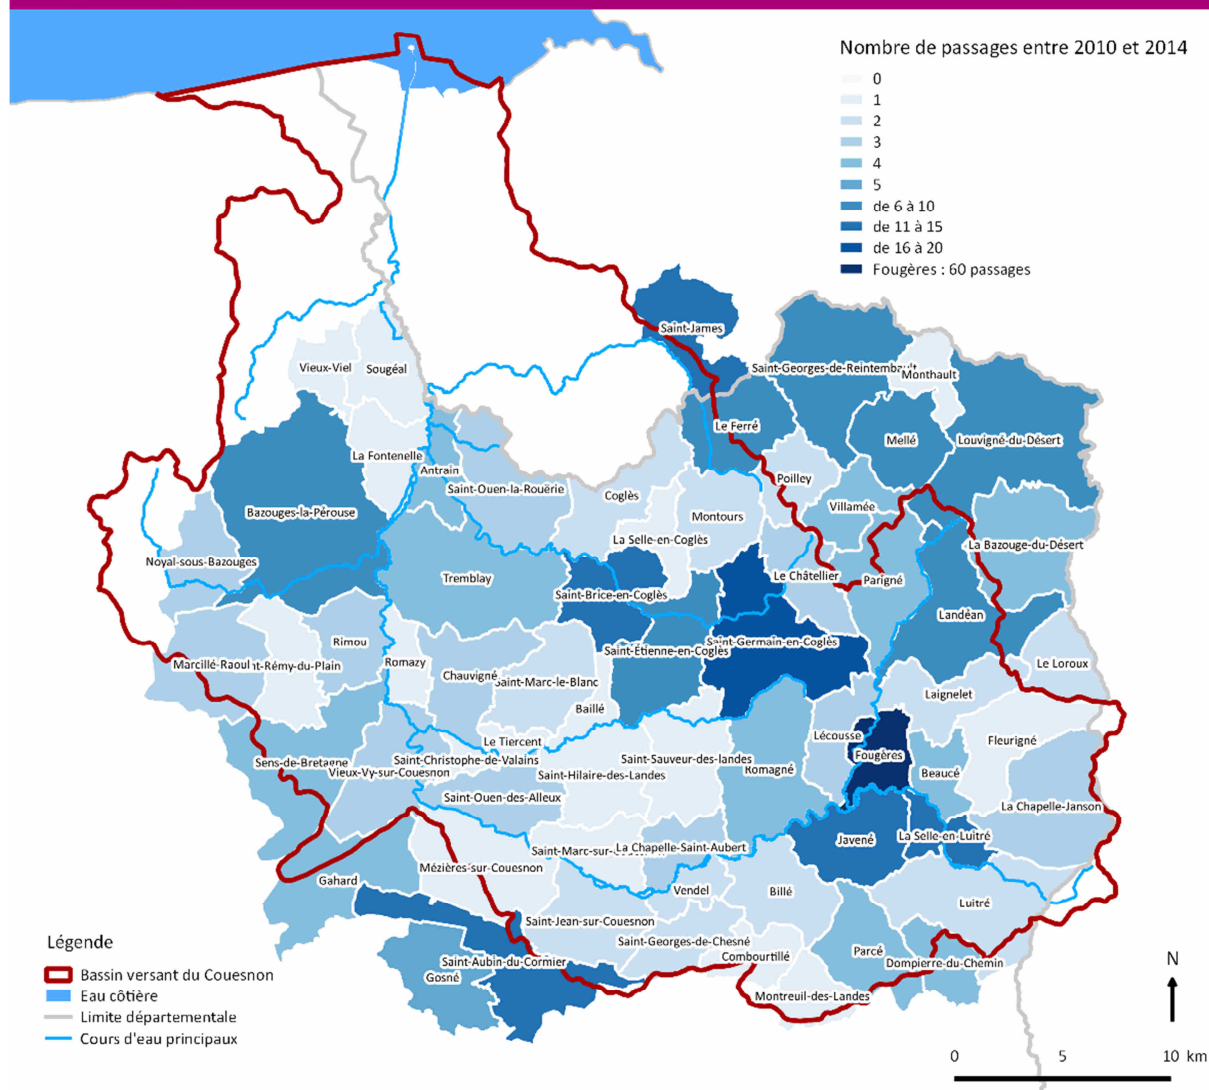 Nombre de passages entre 2010 et 2014
0
1
2
3
4
5
de 6 à 10
de 11 à 15
de 16 à 20
Fougères : 60 passages
Saint-James
Vieux-Viel
Sougéal
Saint-Georges-de-Reintembault
Monthault
Le Ferré
Mellé
Louvigné-du-Désert
La Fontenelle
Antrain
Saint-Ouen-la-Rouërie
Coglès
Poilley
Villamée
Bazouges-la-Pérouse
Montours
La Selle-en-Coglès
La Bazouge-du-Désert
Noyal-sous-Bazouges
Tremblay
Le Châtellier
Parigné
Saint-Brice-en-Coglès
Landéan
Rimou
Saint-Germain-en-Coglès
Saint-Étienne-en-Coglès
Marcillé-Raoul
nt-Rémy-du-Plain
Romazy
Le Loroux
Chauvigné
Saint-Marc-le-Blanc
Laignelet
Baillé
Lécousse
Le Tiercent
Fleurigné
Fougères
Sens-de-Bretagne
Saint-Christophe-de-Valains
Saint-Sauveur-des-landes
Vieux-Vy-sur-Couesnon
Saint-Hilaire-des-Landes
Romagné
Beaucé
Saint-Ouen-des-Alleux
La Chapelle-Janson
Javené
La Selle-en-Luitré
Saint-Marc-sur-
La Chapelle-Saint-Aubert
Mézières-sur-Couesnon
Gahard
Vendel
Billé
Luitré
Saint-Jean-sur-Couesnon
Saint-Georges-de-Chesné
Combourtillé
Parcé
Dompierre-du-Chemin
Saint-Aubin-du-Cormier
Gosné
Montreuil-des-Landes
Légende
Bassin versant du Couesnon
Eau côtière
Limite départementale
Cours d'eau principaux
N
0 5 10 km